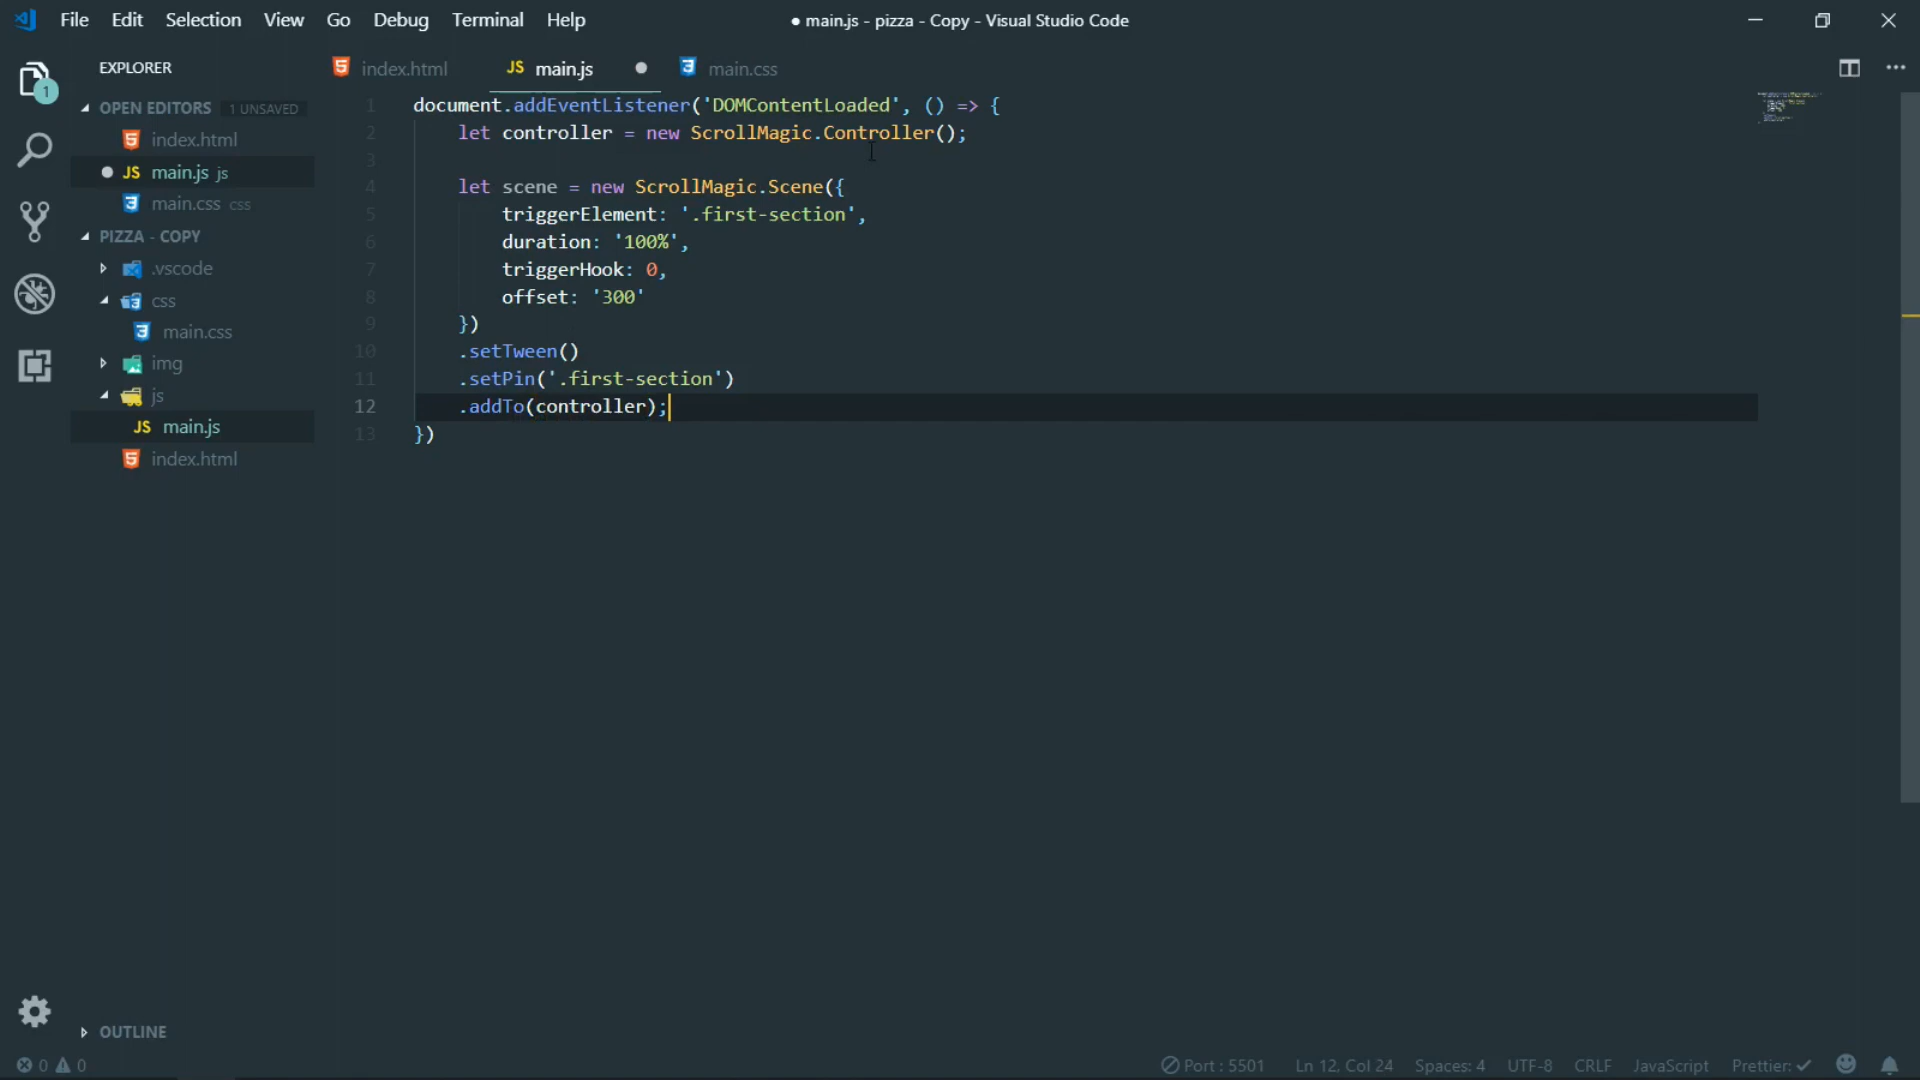 File Edit Selection View Go Debug Terminal Help
● main.js - pizza - Copy - Visual Studio Code
EXPLORER
OPEN EDITORS 1 UNSAVED
index.html
JS main.js js
main.css css
PIZZA - COPY
.vscode
css
main.css
img
js
JS main.js
index.html
OUTLINE
1
index.html
JS main.js
main.css
1 document.addEventListener('DOMContentLoaded', () => {
2 let controller = new ScrollMagic.Controller();
3
4 let scene = new ScrollMagic.Scene({
5 triggerElement: '.first-section',
6 duration: '100%',
7 triggerHook: 0,
8 offset: '300'
9 })
10 .setTween()
11 .setPin('.first-section')
12 .addTo(controller);
13 })
0 0
Port : 5501 Ln 12, Col 24 Spaces: 4 UTF-8 CRLF JavaScript Prettier: ✓